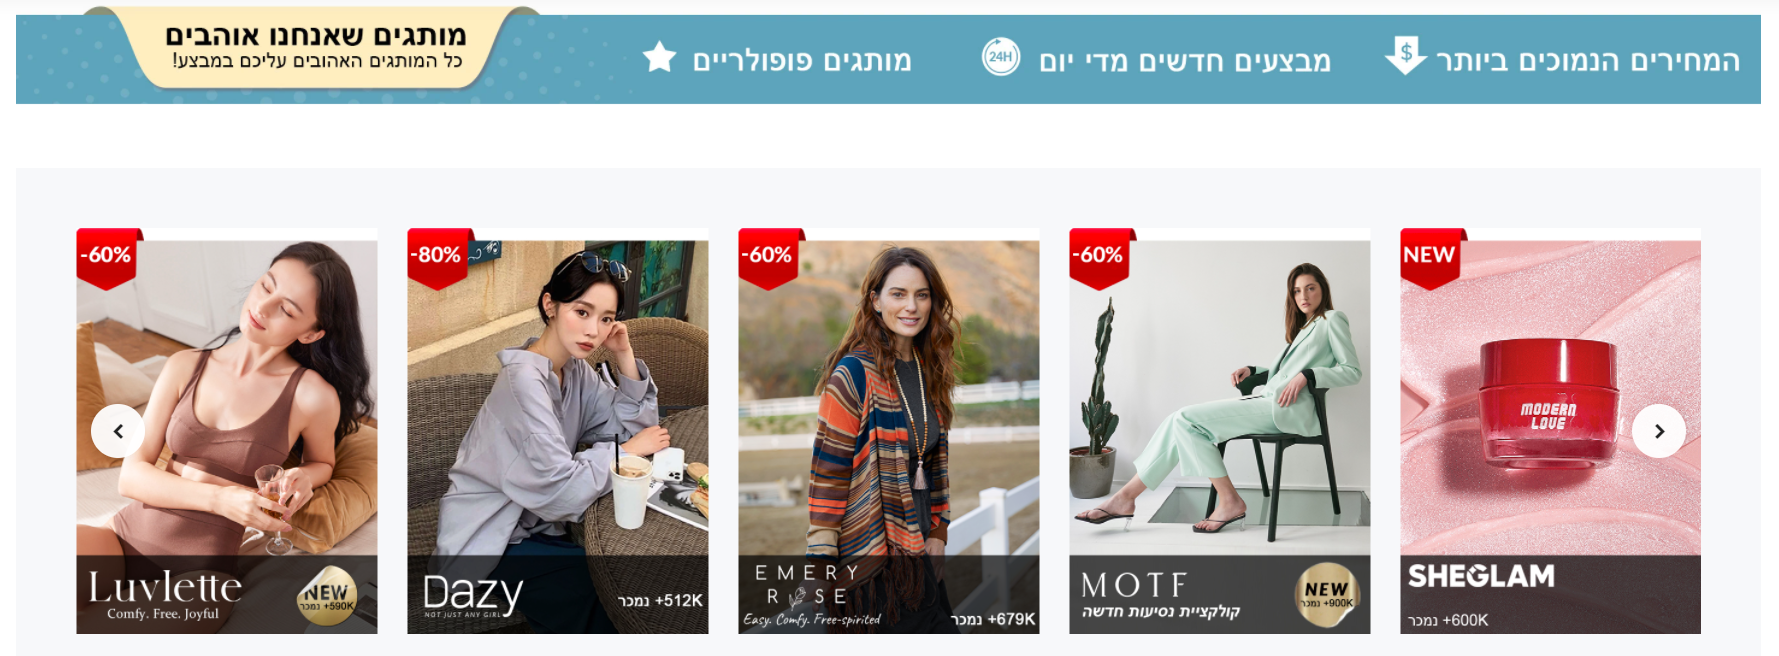 מותגים שאנחנו אוהבים
כל המותגים האהובים עליכם במבצע!
המחירים הנמוכים ביותר
$
מבצעים חדשים מדי יום
24H
מותגים פופולריים
-60%
Luvlette
Comfy. Free. Joyful
NEW
590K+ נמכר
-80%
Dazy
NOT JUST ANY GIRL
512K+ נמכר
-60%
EMERY
ROSE
Easy. Comfy. Free-spirited
679K+ נמכר
-60%
MOTF
קולקציית נסיעות חדשה
NEW
900K+ נמכר
NEW
MODERN
LOVE
SHEGLAM
600K+ נמכר